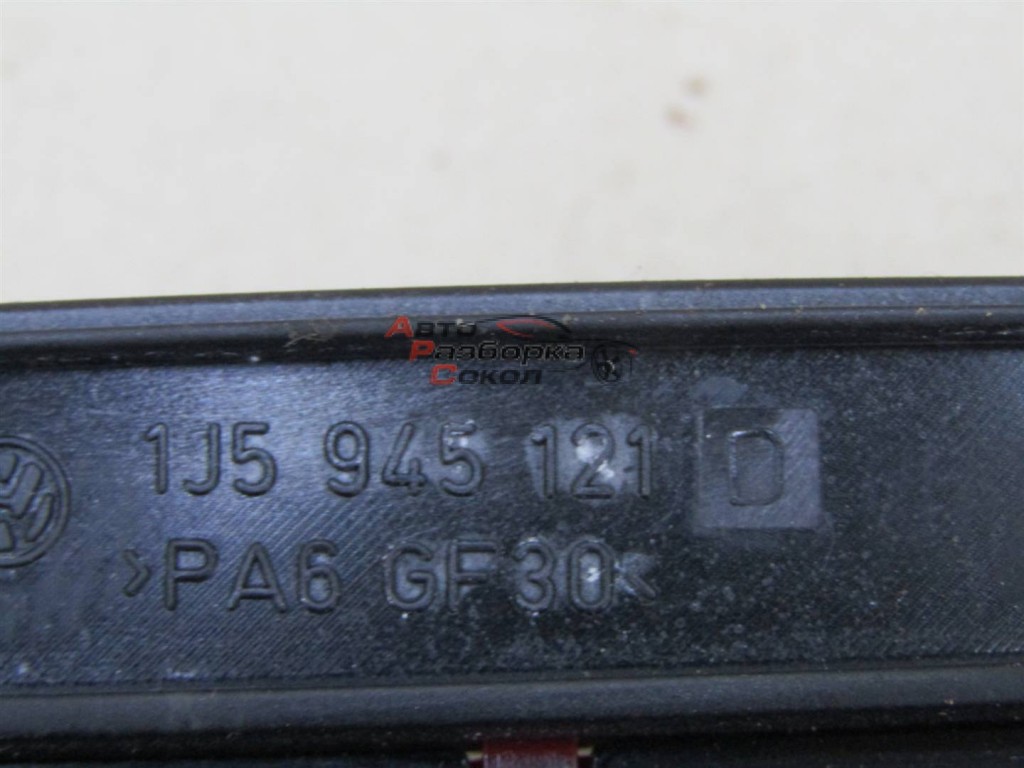 Авто
Разборка
Сокол
1J5 945 121 D
>PA6 GF30<